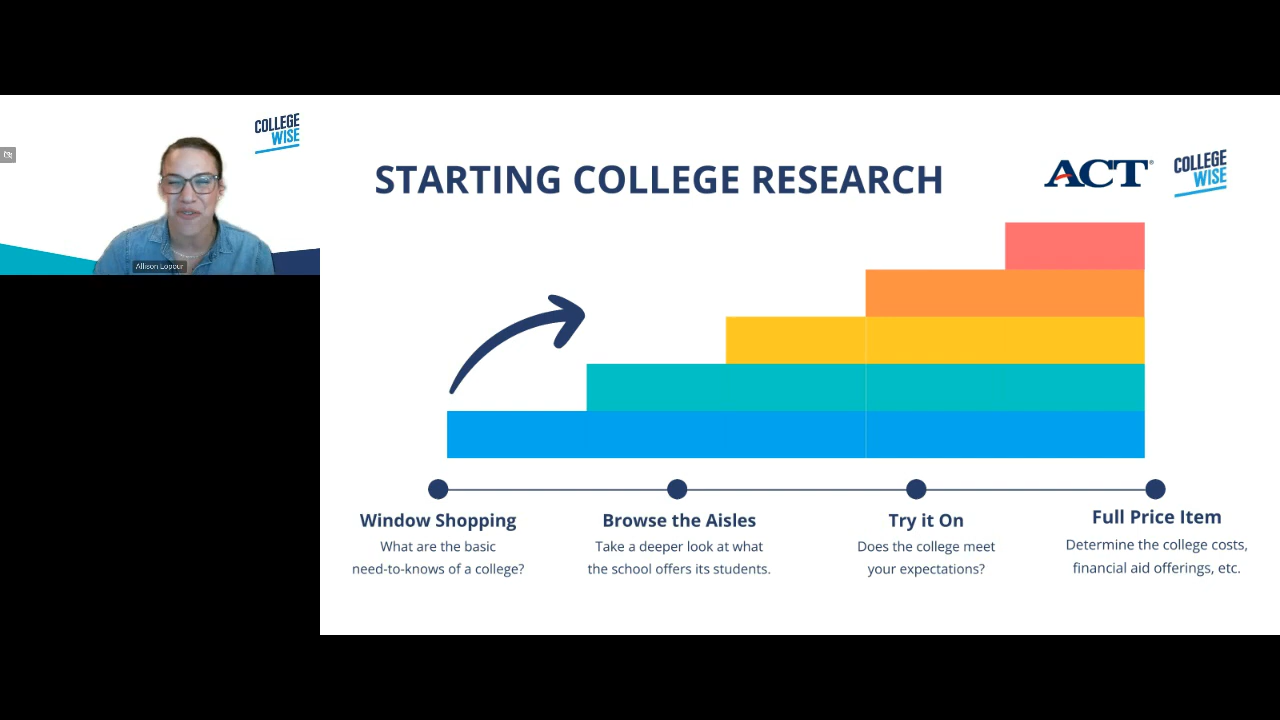 COLLEGE
WISE
Allison Lopour
STARTING COLLEGE RESEARCH
ACT®
COLLEGE
WISE
Window Shopping
What are the basic
need-to-knows of a college?
Browse the Aisles
Take a deeper look at what
the school offers its students.
Try it On
Does the college meet
your expectations?
Full Price Item
Determine the college costs,
financial aid offerings, etc.